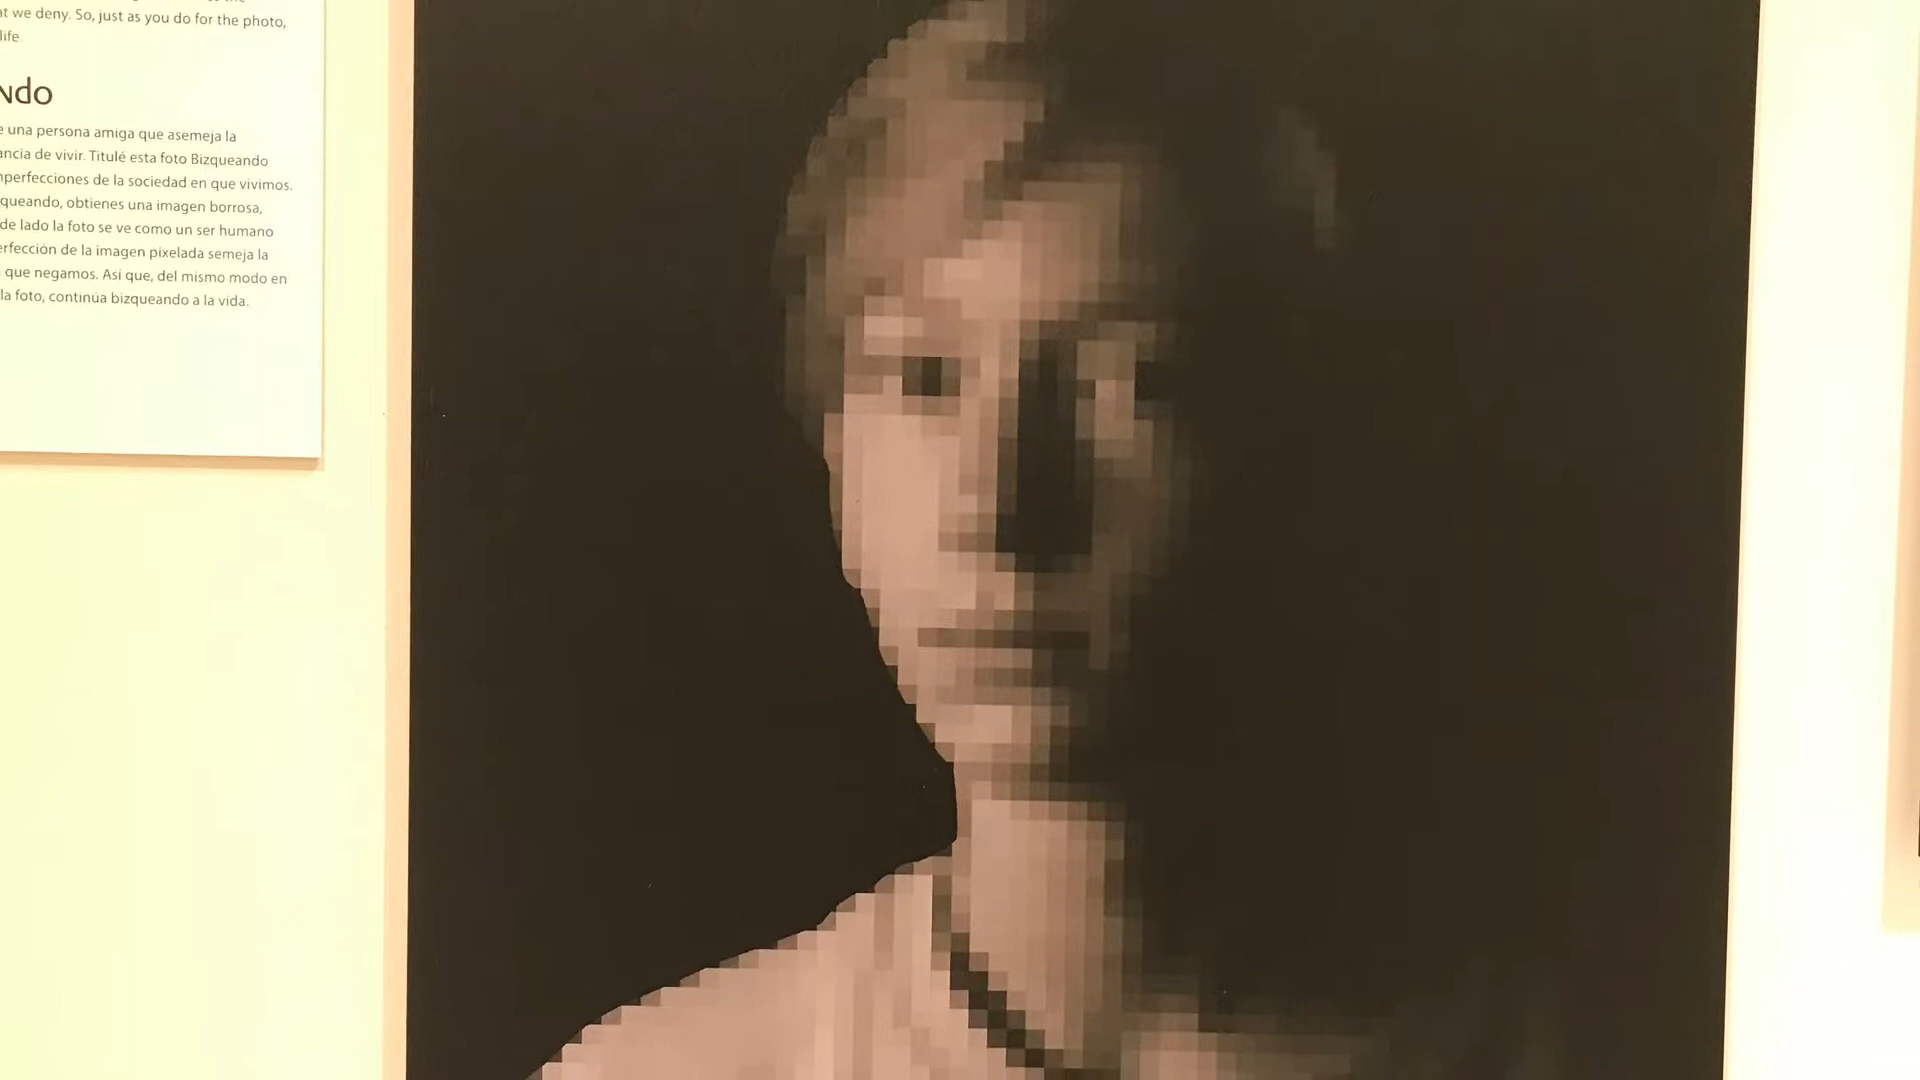 at we deny. So, just as you do for the photo,
life.
ndo
e una persona amiga que asemeja la
ancia de vivir. Titulé esta foto Bizqueando
nperfecciones de la sociedad en que vivimos.
queando, obtienes una imagen borrosa,
de lado la foto se ve como un ser humano
erfección de la imagen pixelada semeja la
que negamos. Así que, del mismo modo en
la foto, continúa bizqueando a la vida.